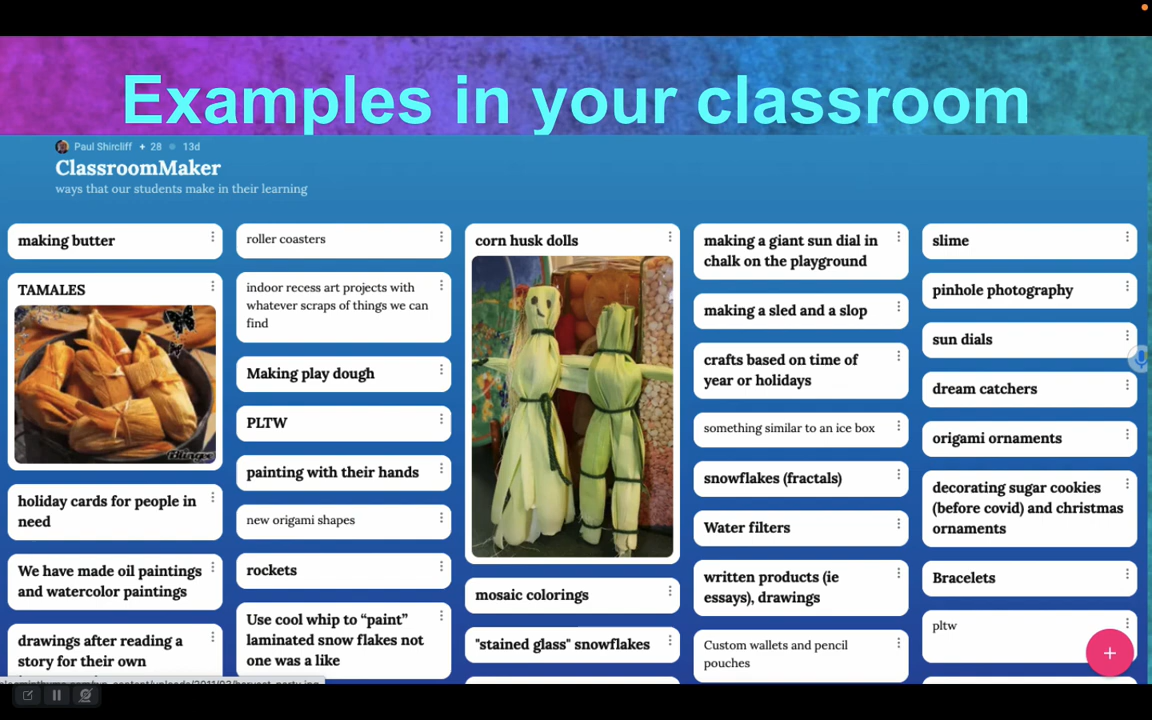 Examples in your classroom
Paul Shircliff + 28 13d
ClassroomMaker
ways that our students make in their learning
making butter
TAMALES
holiday cards for people in
need
We have made oil paintings
and watercolor paintings
drawings after reading a
story for their own
roller coasters
indoor recess art projects with
whatever scraps of things we can
find
Making play dough
PLTW
painting with their hands
new origami shapes
rockets
Use cool whip to “paint”
laminated snow flakes not
one was a like
corn husk dolls
mosaic colorings
"stained glass" snowflakes
making a giant sun dial in
chalk on the playground
making a sled and a slop
crafts based on time of
year or holidays
something similar to an ice box
snowflakes (fractals)
Water filters
written products (ie
essays), drawings
Custom wallets and pencil
pouches
slime
pinhole photography
sun dials
dream catchers
origami ornaments
decorating sugar cookies
(before covid) and christmas
ornaments
Bracelets
pltw
+